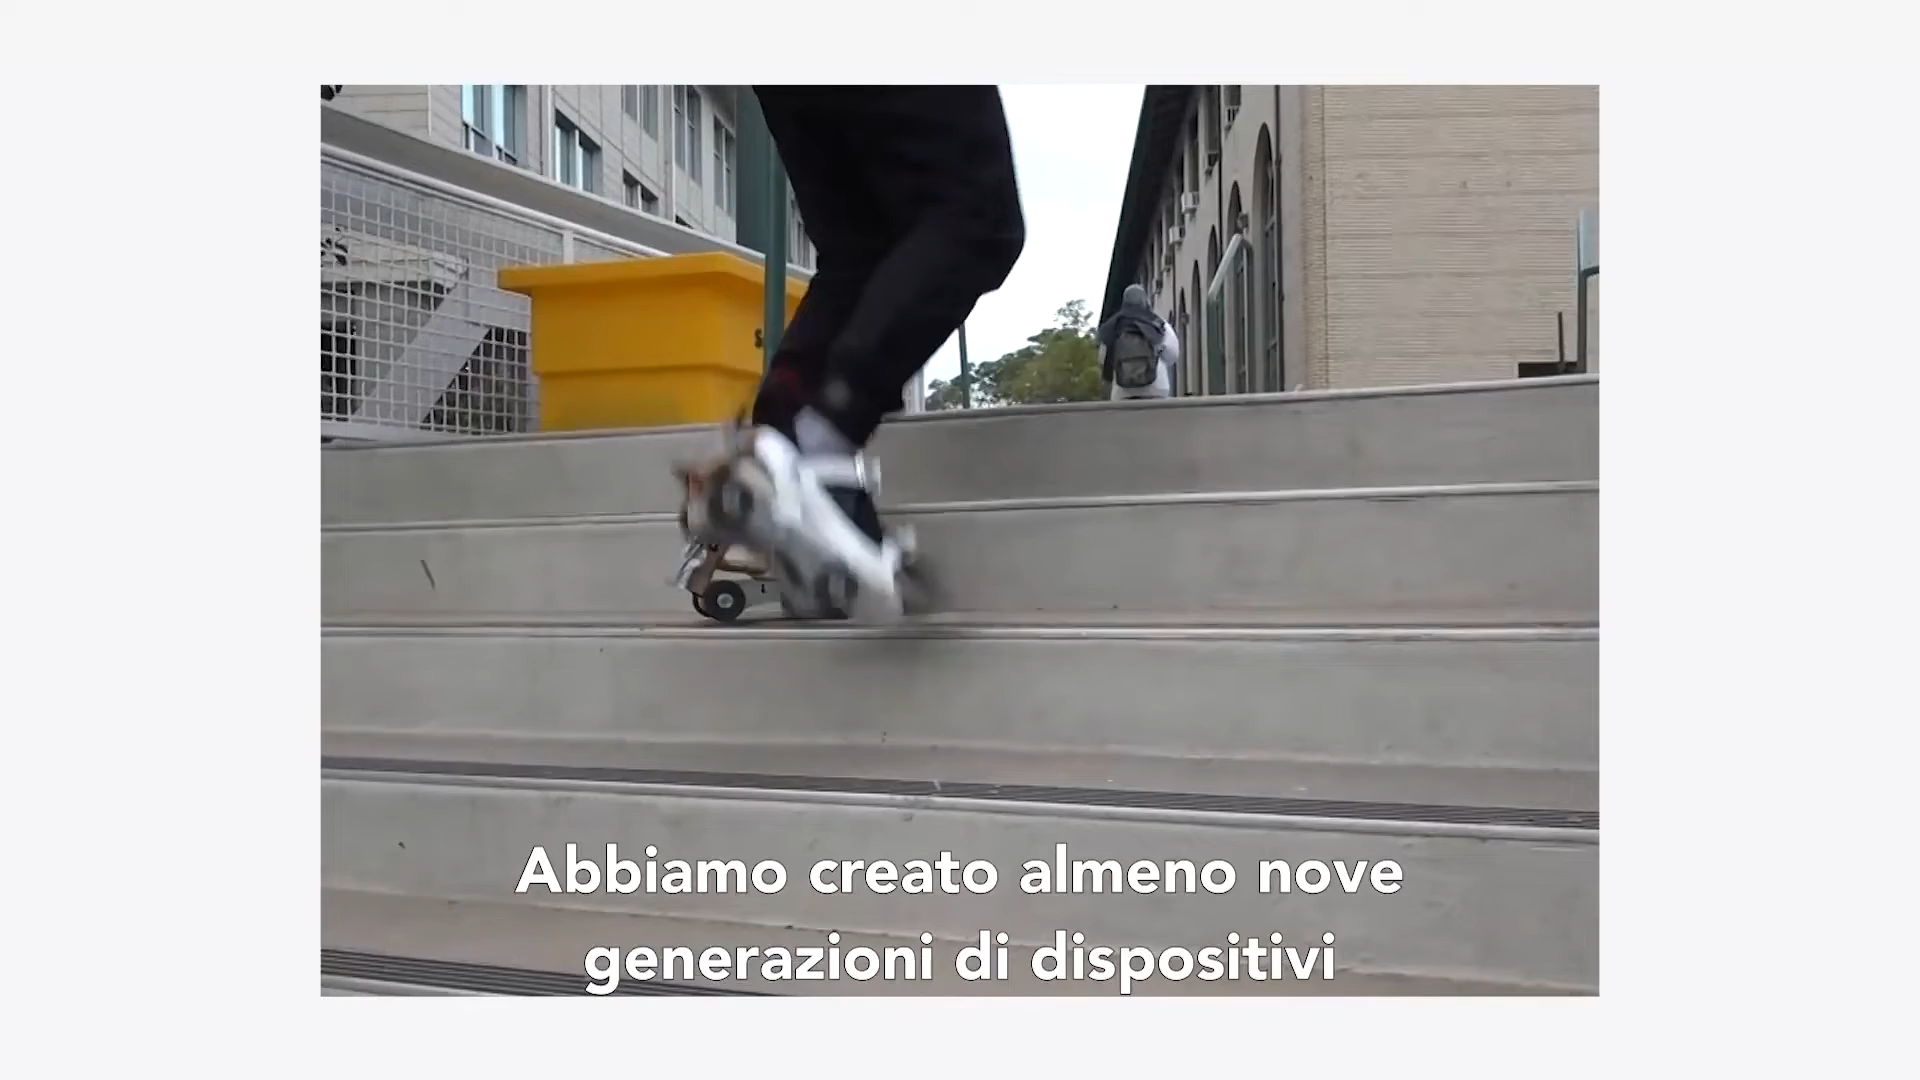 Abbiamo creato almeno nove
generazioni di dispositivi